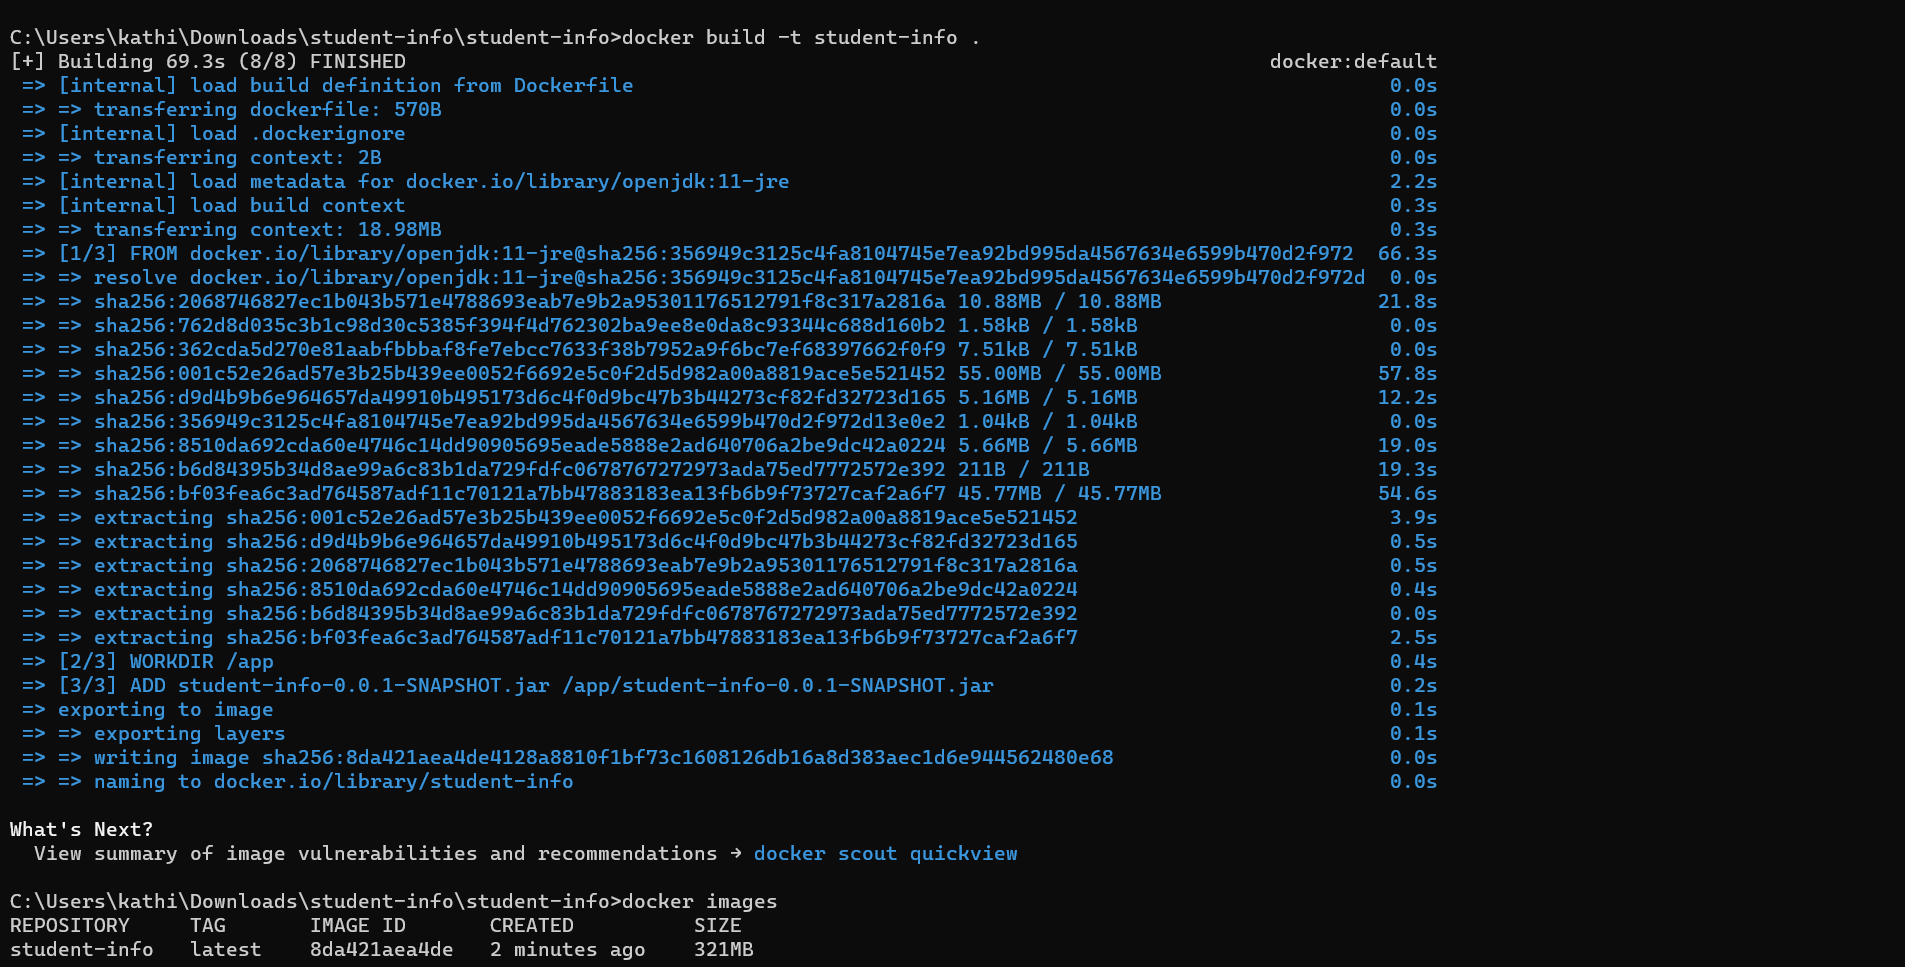 C:\Users\kathi\Downloads\student-info\student-info>docker build -t student-info .
[+] Building 69.3s (8/8) FINISHED docker:default
=> [internal] load build definition from Dockerfile 0.0s
=> => transferring dockerfile: 570B 0.0s
=> [internal] load .dockerignore 0.0s
=> => transferring context: 2B 0.0s
=> [internal] load metadata for docker.io/library/openjdk:11-jre 2.2s
=> [internal] load build context 0.3s
=> => transferring context: 18.98MB 0.3s
=> [1/3] FROM docker.io/library/openjdk:11-jre@sha256:356949c3125c4fa8104745e7ea92bd995da4567634e6599b470d2f972 66.3s
=> => resolve docker.io/library/openjdk:11-jre@sha256:356949c3125c4fa8104745e7ea92bd995da4567634e6599b470d2f972d 0.0s
=> => sha256:2068746827ec1b043b571e4788693eab7e9b2a95301176512791f8c317a2816a 10.88MB / 10.88MB 21.8s
=> => sha256:762d8d035c3b1c98d30c5385f394f4d762302ba9ee8e0da8c93344c688d160b2 1.58kB / 1.58kB 0.0s
=> => sha256:362cda5d270e81aabfbbbaf8fe7ebcc7633f38b7952a9f6bc7ef68397662f0f9 7.51kB / 7.51kB 0.0s
=> => sha256:001c52e26ad57e3b25b439ee0052f6692e5c0f2d5d982a00a8819ace5e521452 55.00MB / 55.00MB 57.8s
=> => sha256:d9d4b9b6e964657da49910b495173d6c4f0d9bc47b3b44273cf82fd32723d165 5.16MB / 5.16MB 12.2s
=> => sha256:356949c3125c4fa8104745e7ea92bd995da4567634e6599b470d2f972d13e0e2 1.04kB / 1.04kB 0.0s
=> => sha256:8510da692cda60e4746c14dd90905695eade5888e2ad640706a2be9dc42a0224 5.66MB / 5.66MB 19.0s
=> => sha256:b6d84395b34d8ae99a6c83b1da729fdfc0678767272973ada75ed7772572e392 211B / 211B 19.3s
=> => sha256:bf03fea6c3ad764587adf11c70121a7bb47883183ea13fb6b9f73727caf2a6f7 45.77MB / 45.77MB 54.6s
=> => extracting sha256:001c52e26ad57e3b25b439ee0052f6692e5c0f2d5d982a00a8819ace5e521452 3.9s
=> => extracting sha256:d9d4b9b6e964657da49910b495173d6c4f0d9bc47b3b44273cf82fd32723d165 0.5s
=> => extracting sha256:2068746827ec1b043b571e4788693eab7e9b2a95301176512791f8c317a2816a 0.5s
=> => extracting sha256:8510da692cda60e4746c14dd90905695eade5888e2ad640706a2be9dc42a0224 0.4s
=> => extracting sha256:b6d84395b34d8ae99a6c83b1da729fdfc0678767272973ada75ed7772572e392 0.0s
=> => extracting sha256:bf03fea6c3ad764587adf11c70121a7bb47883183ea13fb6b9f73727caf2a6f7 2.5s
=> [2/3] WORKDIR /app 0.4s
=> [3/3] ADD student-info-0.0.1-SNAPSHOT.jar /app/student-info-0.0.1-SNAPSHOT.jar 0.2s
=> exporting to image 0.1s
=> => exporting layers 0.1s
=> => writing image sha256:8da421aea4de4128a8810f1bf73c1608126db16a8d383aec1d6e944562480e68 0.0s
=> => naming to docker.io/library/student-info 0.0s
What's Next?
View summary of image vulnerabilities and recommendations → docker scout quickview
C:\Users\kathi\Downloads\student-info\student-info>docker images
REPOSITORY TAG IMAGE ID CREATED SIZE
student-info latest 8da421aea4de 2 minutes ago 321MB